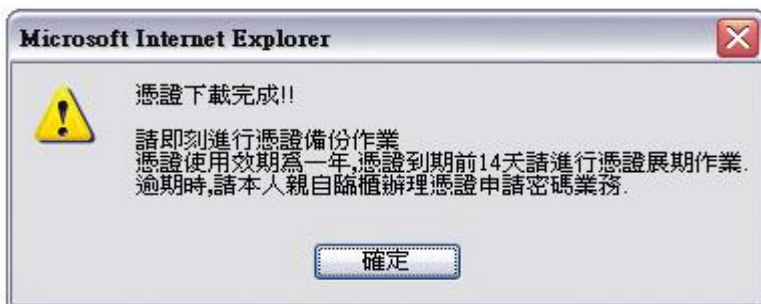 Microsoft Internet Explorer
憑證下載完成!!
請即刻進行憑證備份作業
憑證使用效期為一年,憑證到期前14天請進行憑證展期作業.
逾期時,請本人親自臨櫃辦理憑證申請密碼業務.
確定